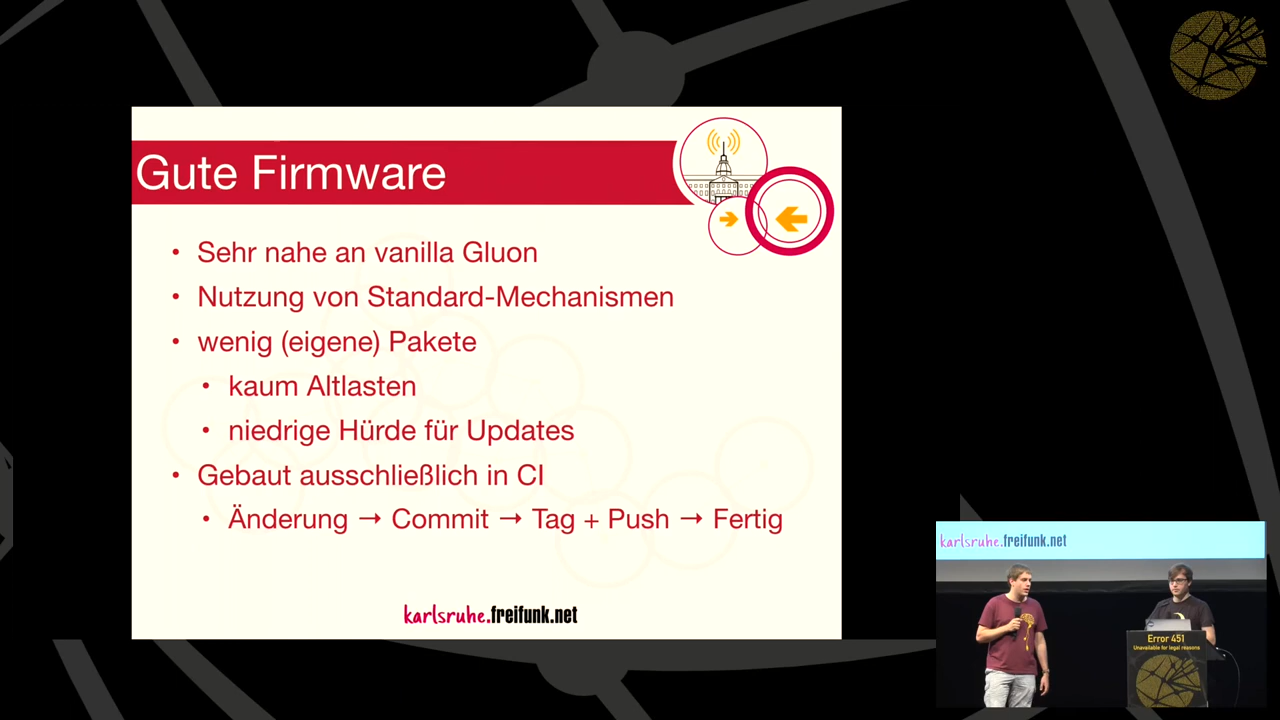 Gute Firmware
• Sehr nahe an vanilla Gluon
• Nutzung von Standard-Mechanismen
• wenig (eigene) Pakete
• kaum Altlasten
• niedrige Hürde für Updates
• Gebaut ausschließlich in CI
• Änderung → Commit → Tag + Push → Fertig
karlsruhe.freifunk.net
karlsruhe.freifunk.net
Error 451
Unavailable for legal reasons